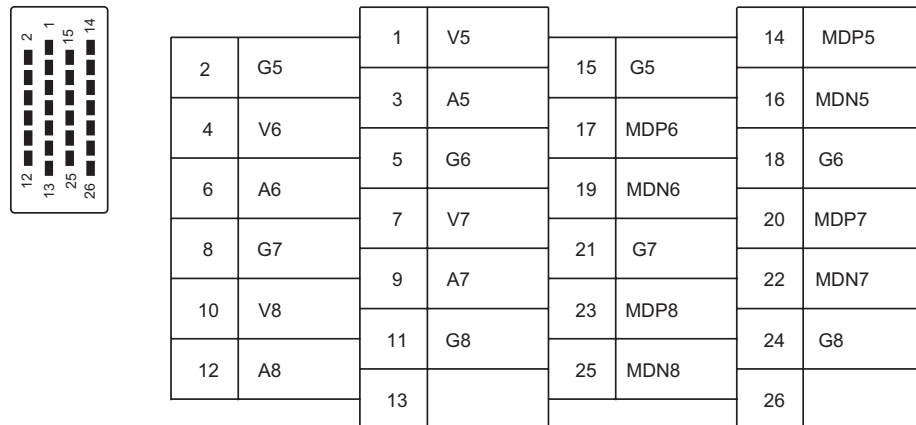 2 1 15 14
12 13 25 26
1 V5
14 MDP5
2 G5
15 G5
3 A5
16 MDN5
4 V6
17 MDP6
5 G6
18 G6
6 A6
19 MDN6
7 V7
20 MDP7
8 G7
21 G7
9 A7
22 MDN7
10 V8
23 MDP8
11 G8
24 G8
12 A8
25 MDN8
13
26